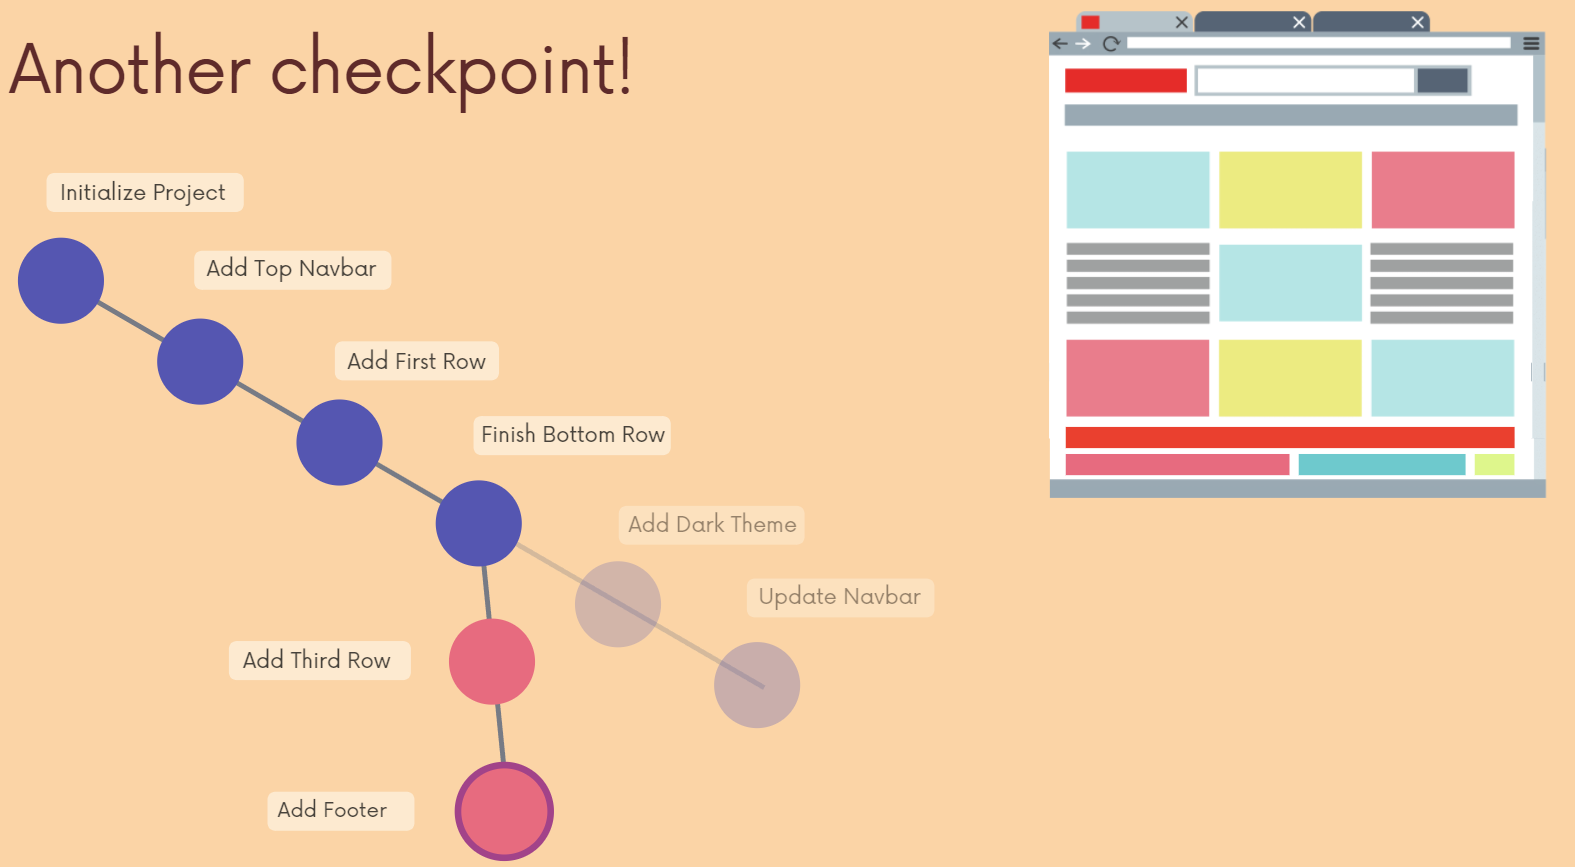 Another checkpoint!
Initialize Project
Add Top Navbar
Add First Row
Finish Bottom Row
Add Dark Theme
Update Navbar
Add Third Row
Add Footer